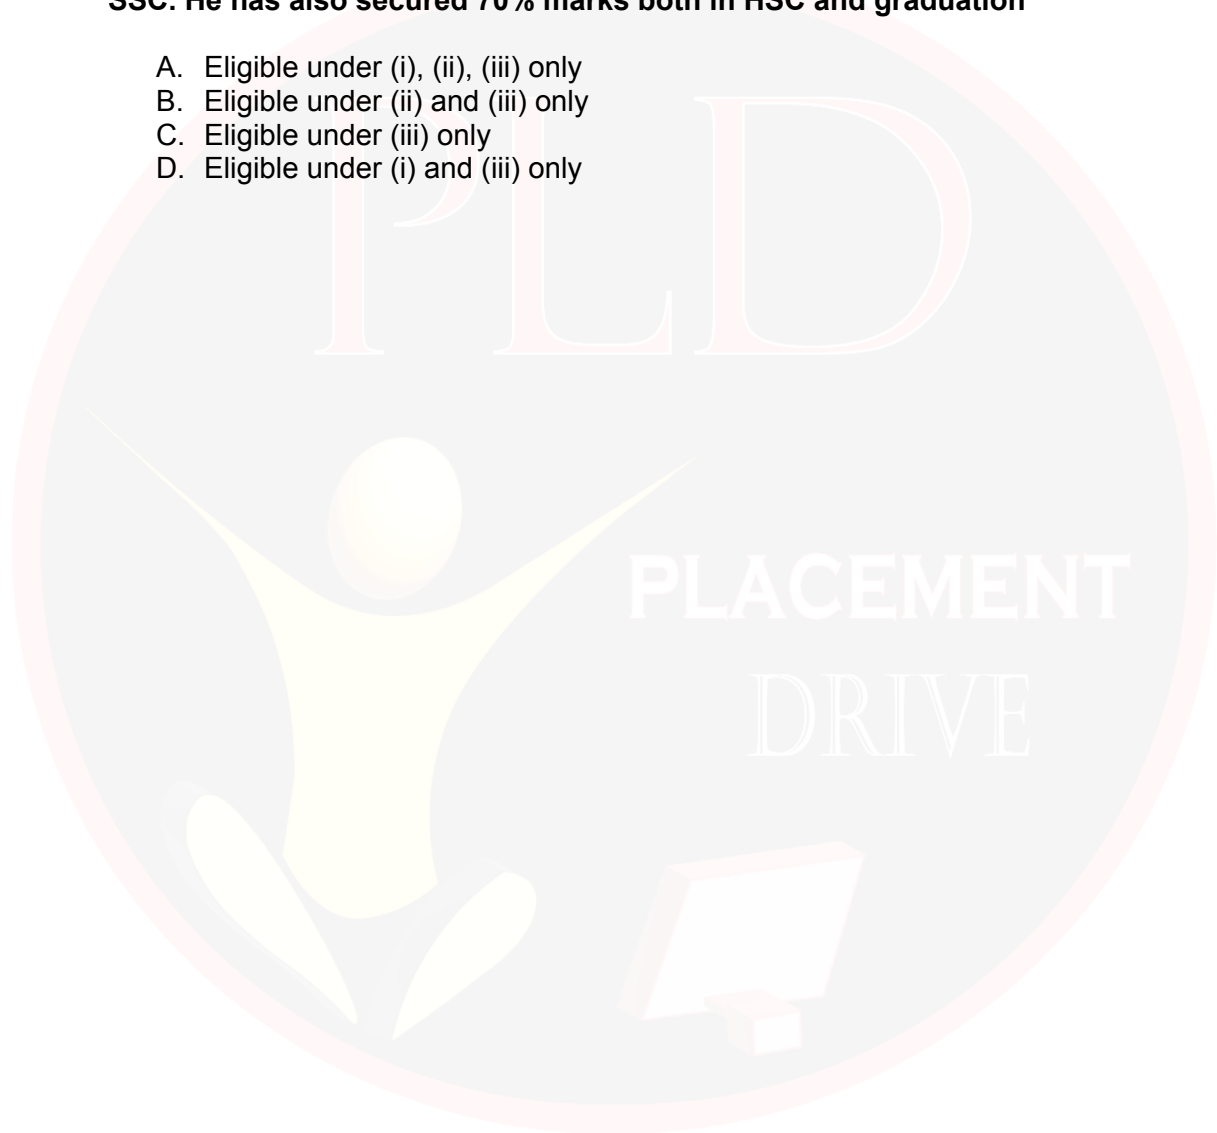 SSC. He has also secured 70% marks both in HSC and graduation
A. Eligible under (i), (ii), (iii) only
B. Eligible under (ii) and (iii) only
C. Eligible under (iii) only
D. Eligible under (i) and (iii) only
PLD
PLACEMENT
DRIVE